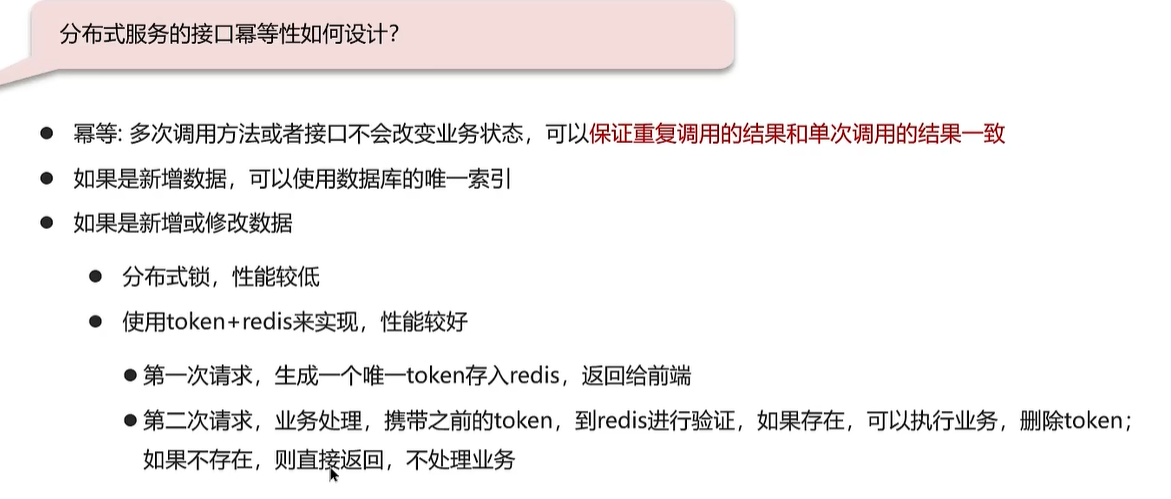 分布式服务的接口幂等性如何设计？
● 幂等: 多次调用方法或者接口不会改变业务状态，可以保证重复调用的结果和单次调用的结果一致
● 如果是新增数据，可以使用数据库的唯一索引
● 如果是新增或修改数据
● 分布式锁，性能较低
● 使用token+redis来实现，性能较好
● 第一次请求，生成一个唯一token存入redis，返回给前端
● 第二次请求，业务处理，携带之前的token，到redis进行验证，如果存在，可以执行业务，删除token；
如果不存在，则直接返回，不处理业务